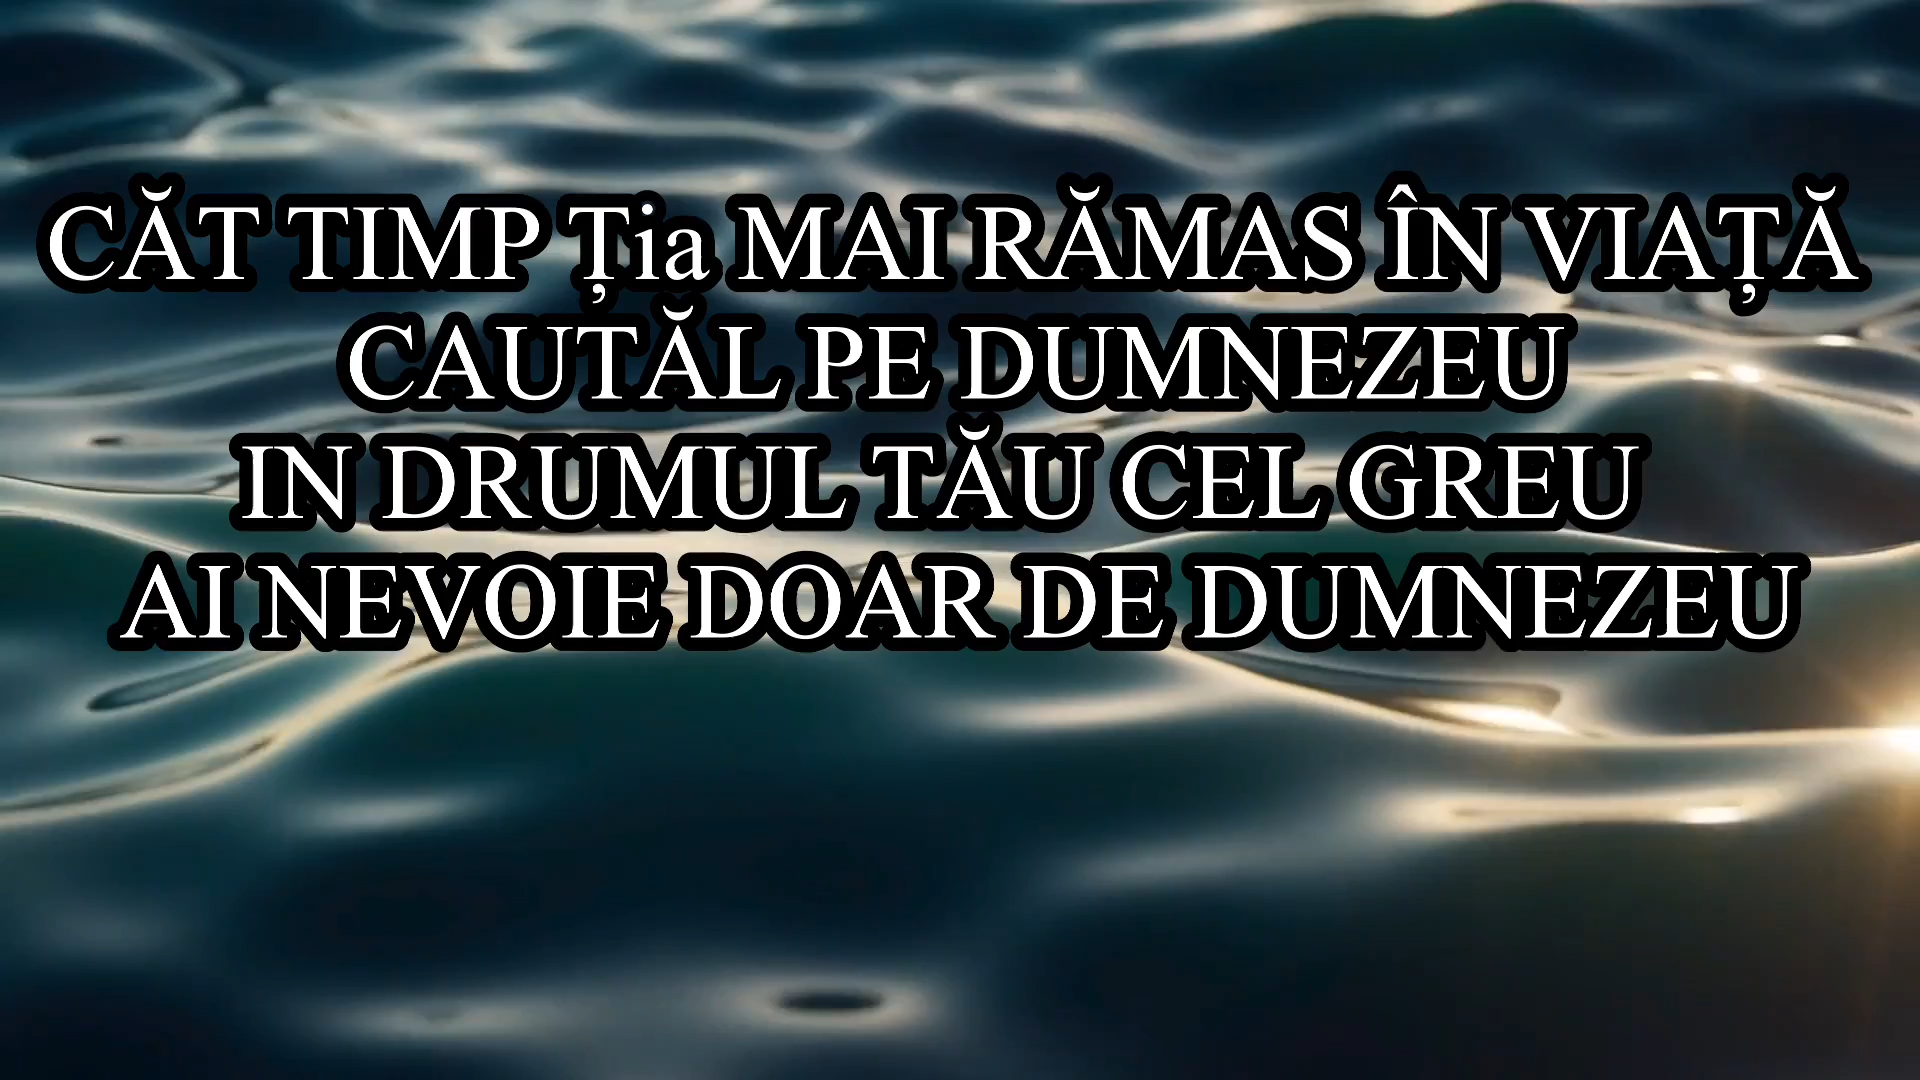 CĂT TIMP Ția MAI RĂMAS ÎN VIAȚĂ
CAUTĂL PE DUMNEZEU
IN DRUMUL TĂU CEL GREU
AI NEVOIE DOAR DE DUMNEZEU